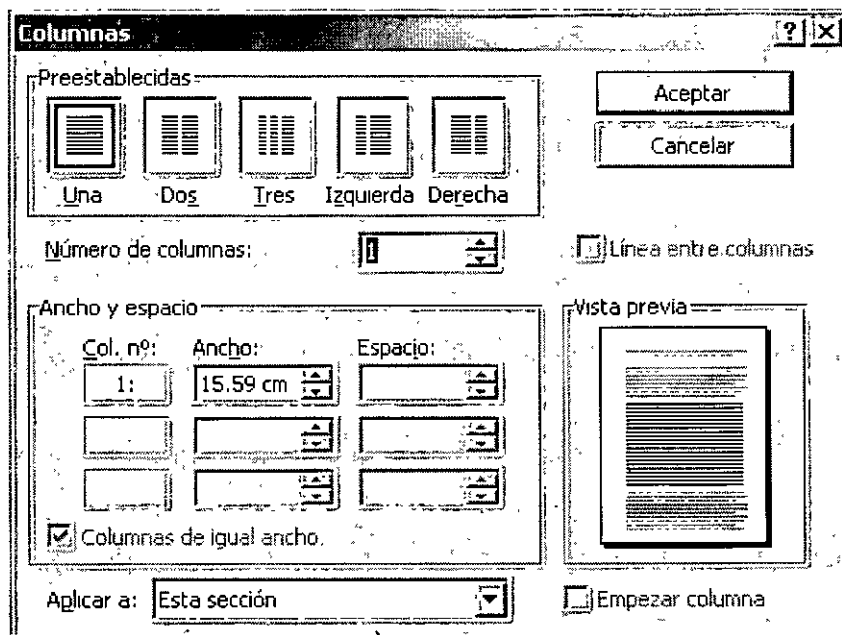 Columnas
Preestablecidas
Aceptar
Cancelar
Una Dos Tres Izquierda Derecha
Número de columnas: 1
Línea entre columnas
Ancho y espacio
Vista previa
Col. nº: Ancho: Espacio:
1: 15.59 cm
Columnas de igual ancho
Aplicar a: Esta sección
Empezar columna